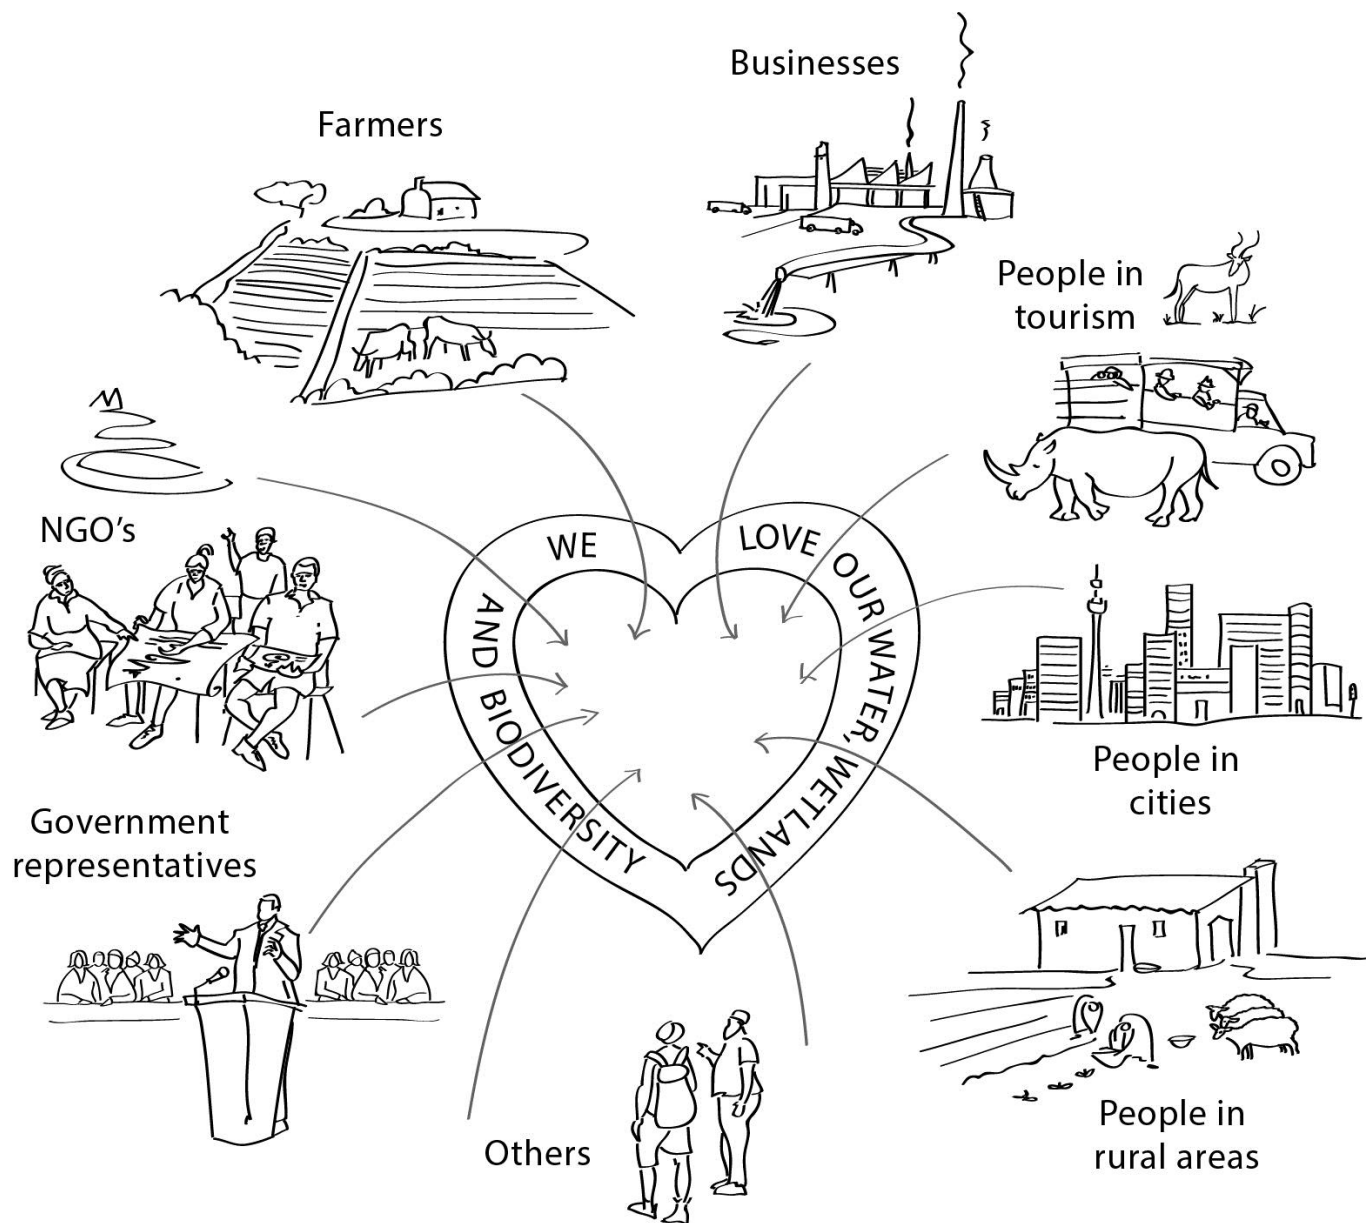 Businesses
Farmers
People in
tourism
NGO's
WE LOVE OUR WATER, WETLANDS
AND BIODIVERSITY
People in
cities
Government
representatives
People in
rural areas
Others